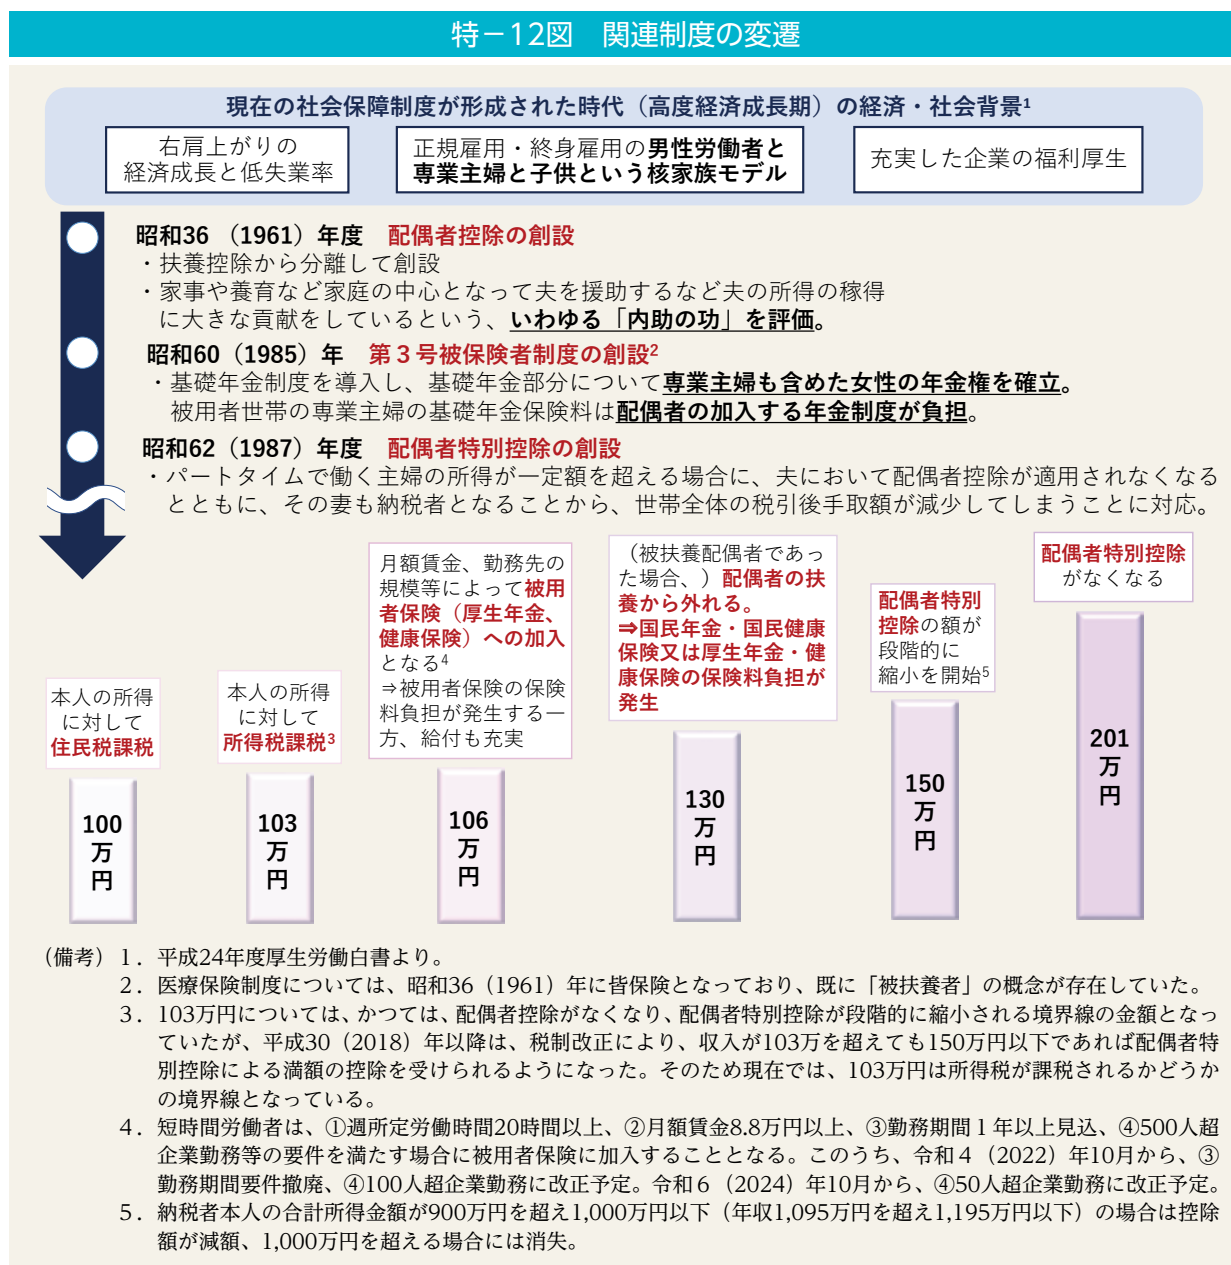 特－12図　関連制度の変遷
現在の社会保障制度が形成された時代（高度経済成長期）の経済・社会背景¹
右肩上がりの
経済成長と低失業率
正規雇用・終身雇用の男性労働者と
専業主婦と子供という核家族モデル
充実した企業の福利厚生
昭和36 （1961）年度　配偶者控除の創設
・扶養控除から分離して創設
・家事や養育など家庭の中心となって夫を援助するなど夫の所得の稼得
に大きな貢献をしているという、いわゆる「内助の功」を評価。
昭和60（1985）年　第３号被保険者制度の創設²
・基礎年金制度を導入し、基礎年金部分について専業主婦も含めた女性の年金権を確立。
被用者世帯の専業主婦の基礎年金保険料は配偶者の加入する年金制度が負担。
昭和62（1987）年度　配偶者特別控除の創設
・パートタイムで働く主婦の所得が一定額を超える場合に、夫において配偶者控除が適用されなくなる
とともに、その妻も納税者となることから、世帯全体の税引後手取額が減少してしまうことに対応。
本人の所得
に対して
住民税課税
100
万
円
本人の所得
に対して
所得税課税³
103
万
円
月額賃金、勤務先の
規模等によって被用
者保険（厚生年金、
健康保険）への加入
となる⁴
⇒被用者保険の保険
料負担が発生する一
方、給付も充実
106
万
円
（被扶養配偶者であっ
た場合、）配偶者の扶
養から外れる。
⇒国民年金・国民健康
保険又は厚生年金・健
康保険の保険料負担が
発生
130
万
円
配偶者特別
控除の額が
段階的に
縮小を開始⁵
150
万
円
配偶者特別控除
がなくなる
201
万
円
（備考）１．平成24年度厚生労働白書より。
２．医療保険制度については、昭和36（1961）年に皆保険となっており、既に「被扶養者」の概念が存在していた。
３．103万円については、かつては、配偶者控除がなくなり、配偶者特別控除が段階的に縮小される境界線の金額となっ
ていたが、平成30（2018）年以降は、税制改正により、収入が103万を超えても150万円以下であれば配偶者特
別控除による満額の控除を受けられるようになった。そのため現在では、103万円は所得税が課税されるかどうか
の境界線となっている。
４．短時間労働者は、①週所定労働時間20時間以上、②月額賃金8.8万円以上、③勤務期間１年以上見込、④500人超
企業勤務等の要件を満たす場合に被用者保険に加入することとなる。このうち、令和４（2022）年10月から、③
勤務期間要件撤廃、④100人超企業勤務に改正予定。令和６（2024）年10月から、④50人超企業勤務に改正予定。
５．納税者本人の合計所得金額が900万円を超え1,000万円以下（年収1,095万円を超え1,195万円以下）の場合は控除
額が減額、1,000万円を超える場合には消失。